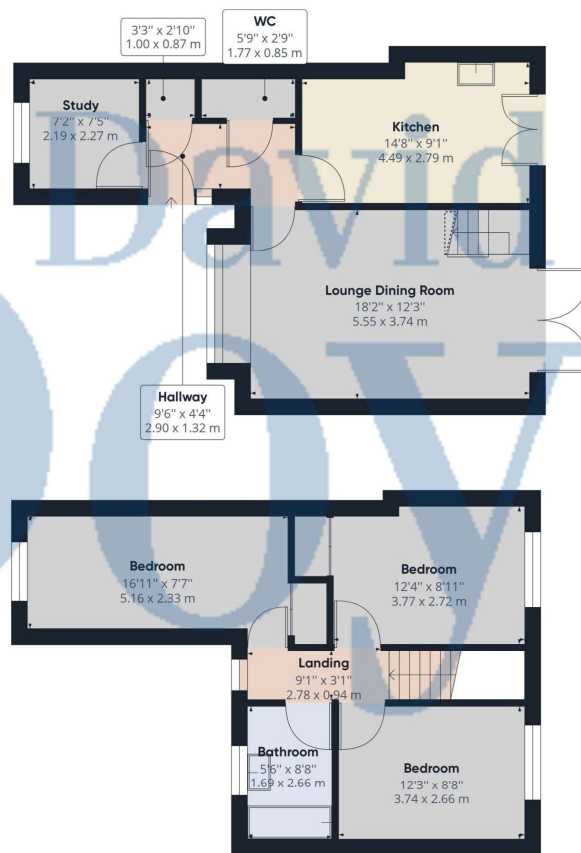 3'3" x 2'10"
1.00 x 0.87 m
WC
5'9" x 2'9"
1.77 x 0.85 m
Study
7'2" x 7'5"
2.19 x 2.27 m
Kitchen
14'8" x 9'1"
4.49 x 2.79 m
David
Lounge Dining Room
18'2" x 12'3"
5.55 x 3.74 m
Hallway
9'6" x 4'4"
2.90 x 1.32 m
Doy
Bedroom
16'11" x 7'7"
5.16 x 2.33 m
Bedroom
12'4" x 8'11"
3.77 x 2.72 m
Landing
9'1" x 3'1"
2.78 x 0.94 m
Bathroom
5'6" x 8'8"
1.69 x 2.66 m
Bedroom
12'3" x 8'8"
3.74 x 2.66 m